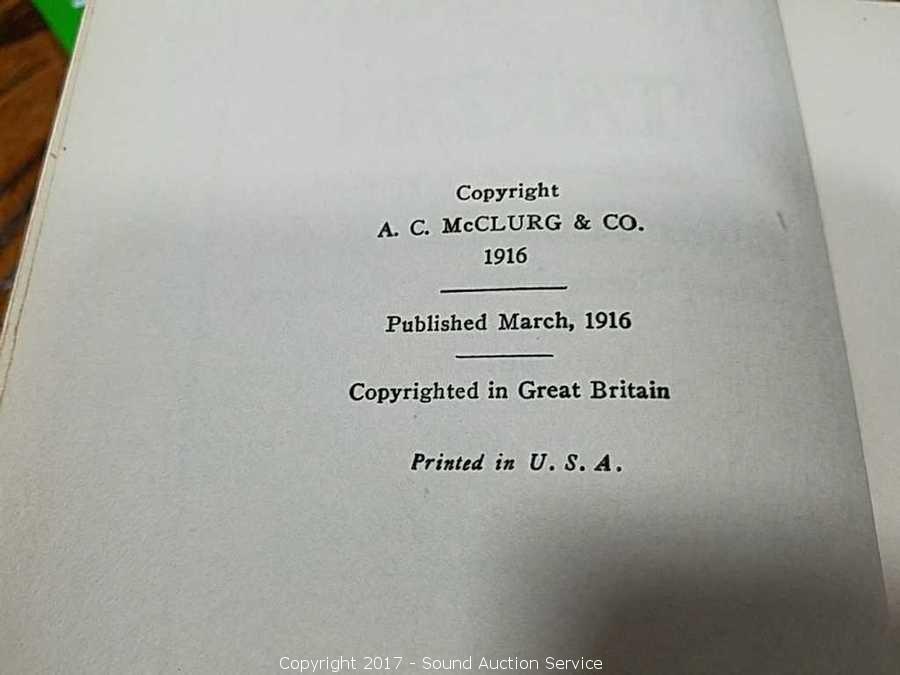 Copyright
A. C. McCLURG & CO.
1916
Published March, 1916
Copyrighted in Great Britain
Printed in U. S. A.
Copyright 2017 - Sound Auction Service